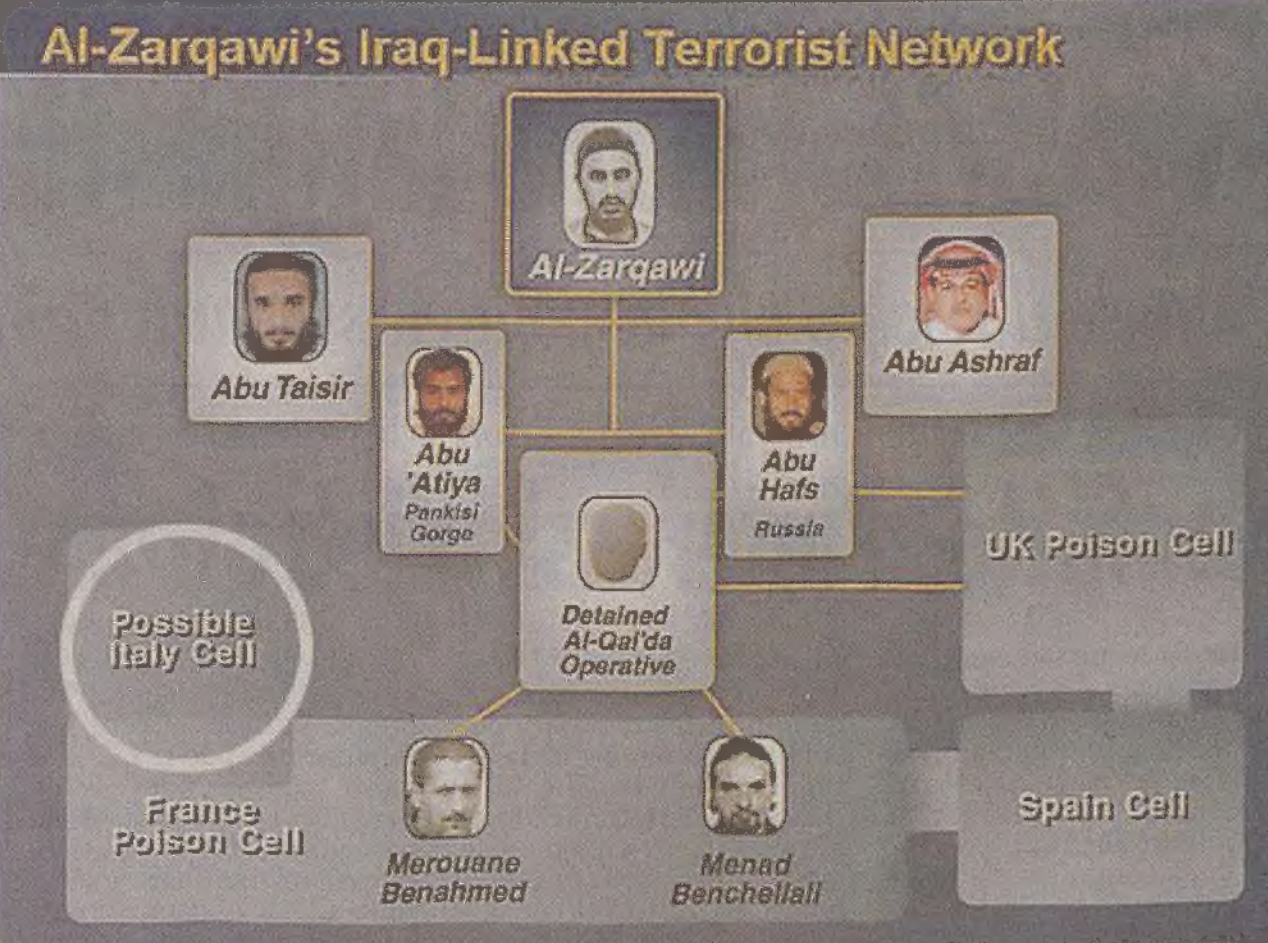 Al-Zarqawi's Iraq-Linked Terrorist Network
Al-Zarqawi
Abu Taisir
Abu Ashraf
Abu
'Atiya
Pankisi
Gorge
Abu
Hafs
Russia
Detained
Al-Qai'da
Operative
UK Poison Cell
Possible
Italy Cell
France
Poison Cell
Merouane
Benahmed
Menad
Benchellali
Spain Cell